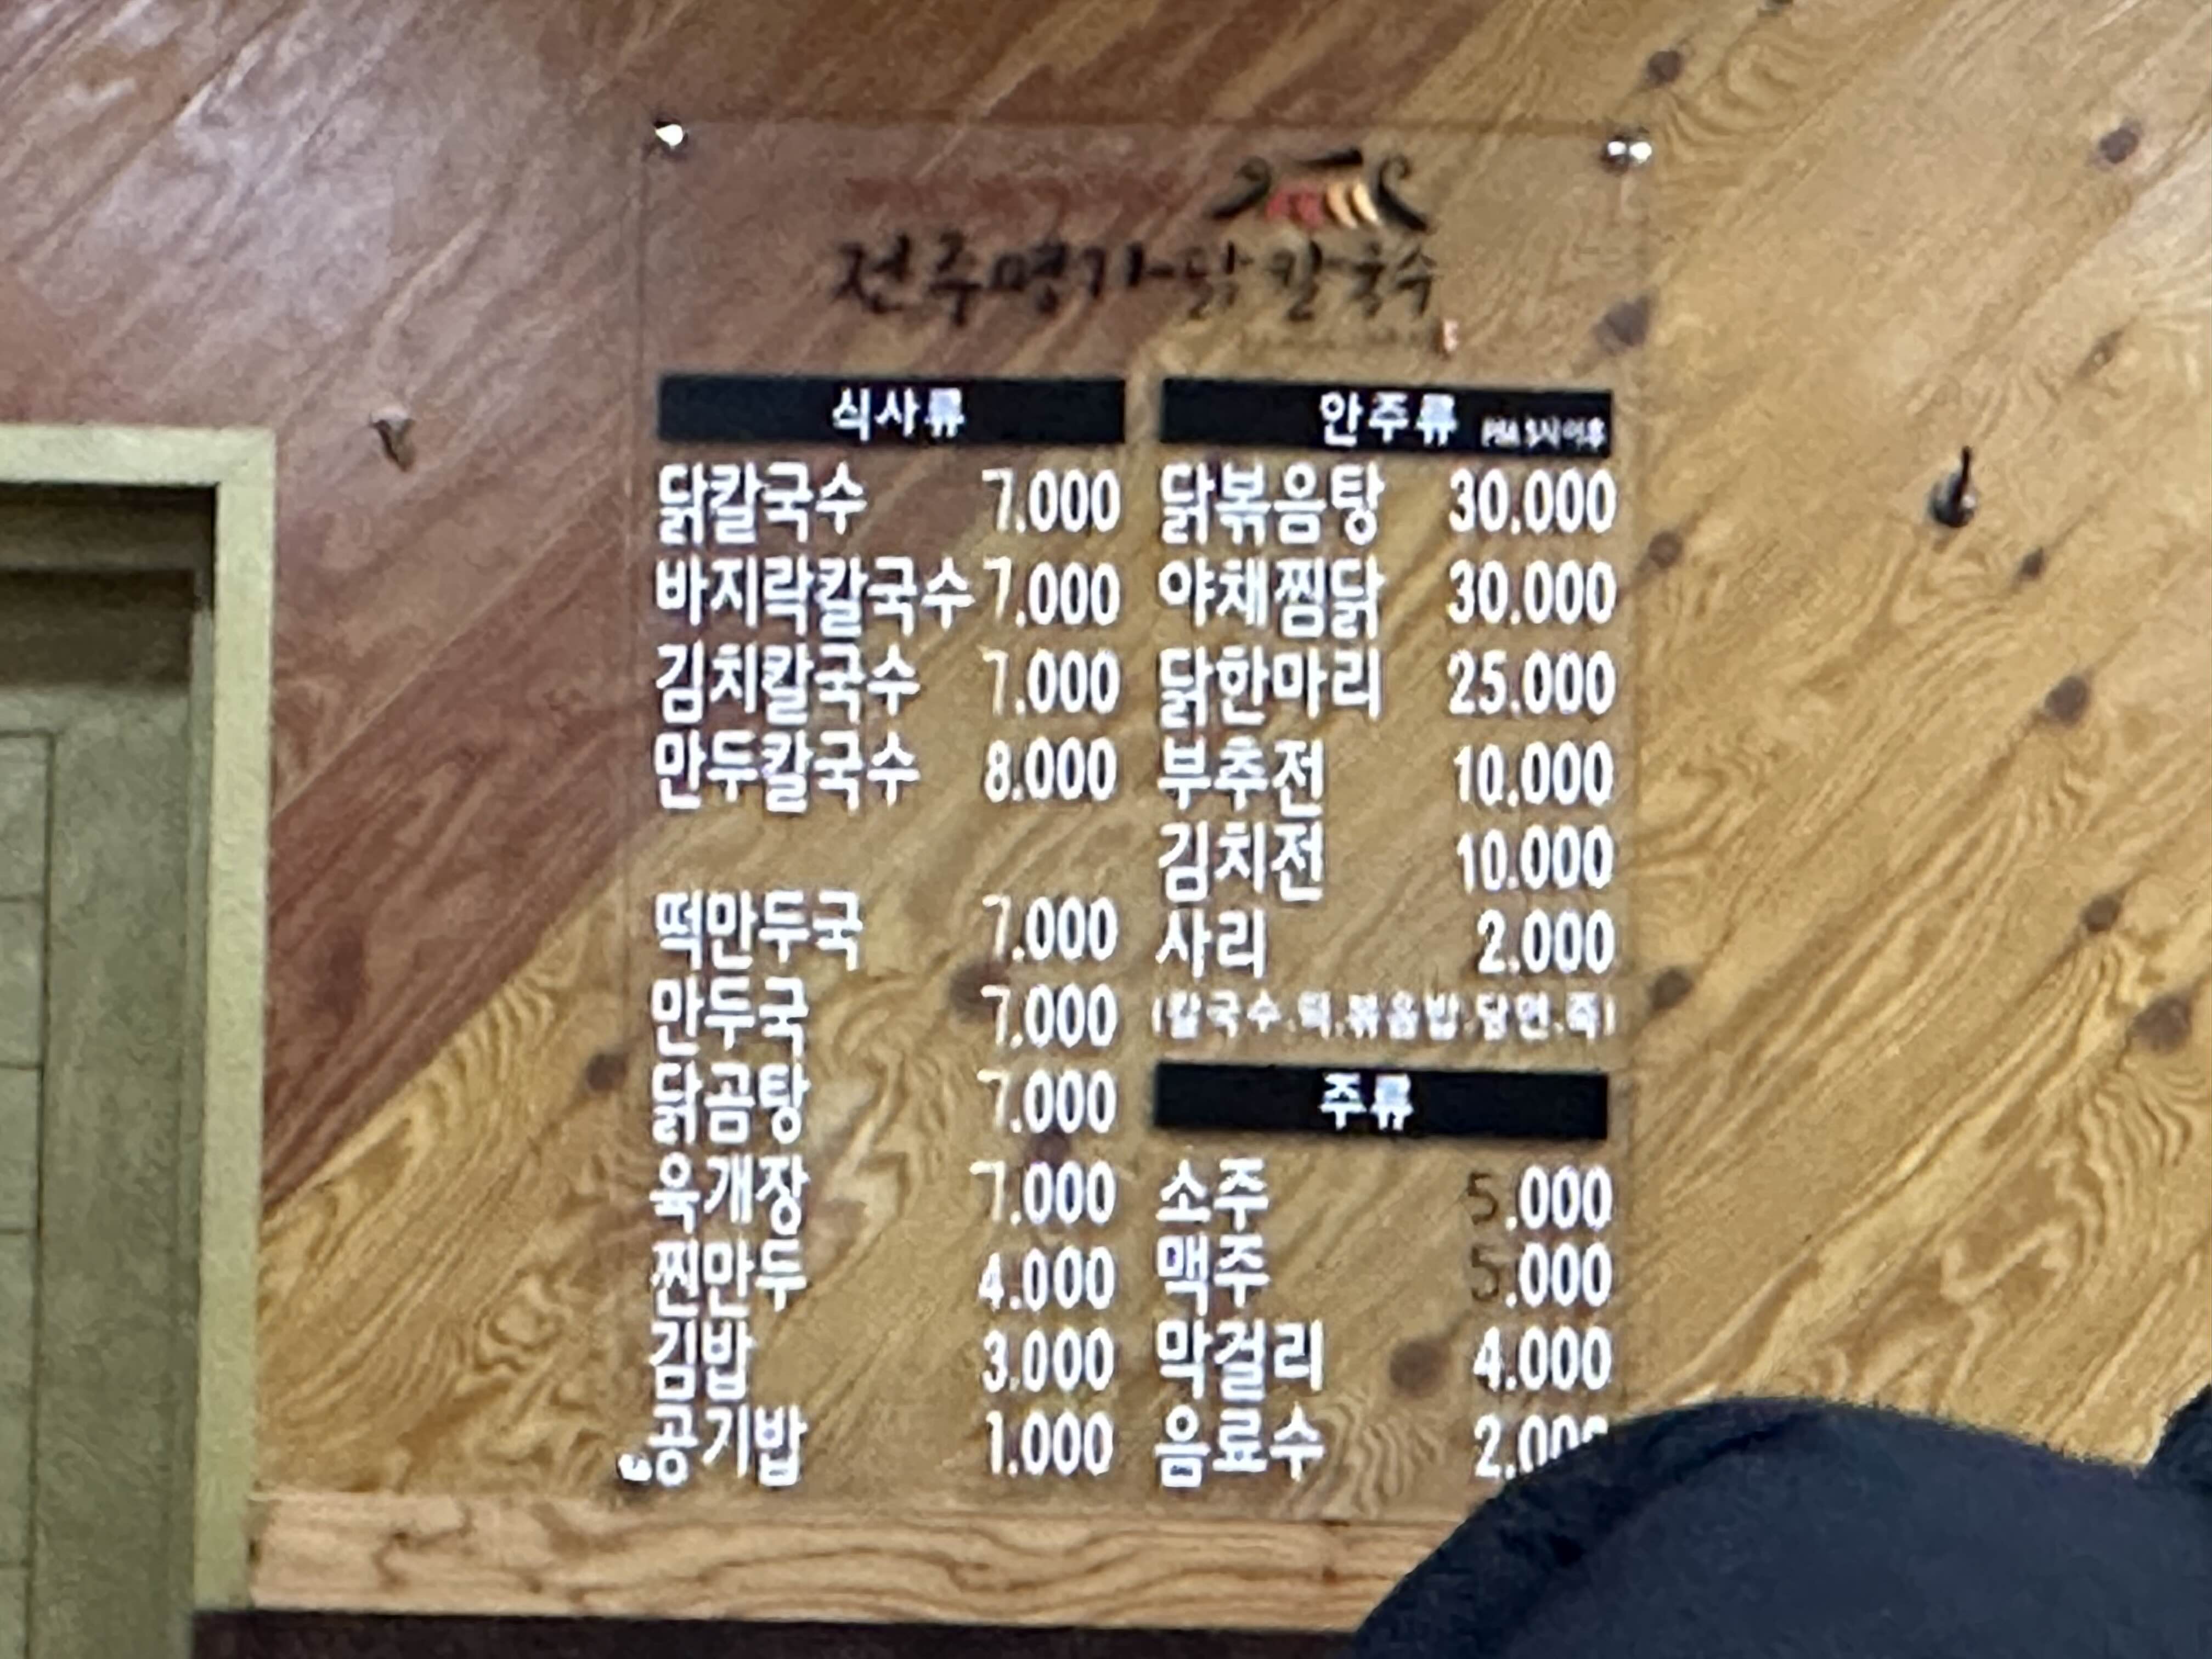 전주명가닭칼국수
식사류
닭칼국수 7.000
바지락칼국수 7.000
김치칼국수 7.000
만두칼국수 8.000
떡만두국 7.000
만두국 7.000
닭곰탕 7.000
육개장 7.000
찐만두 4.000
김밥 3.000
공기밥 1.000
안주류 PM.5시이후
닭볶음탕 30.000
야채찜닭 30.000
닭한마리 25.000
부추전 10.000
김치전 10.000
사리 2.000
(칼국수.떡.볶음밥.당면.죽)
주류
소주 5.000
맥주 5.000
막걸리 4.000
음료수 2.000